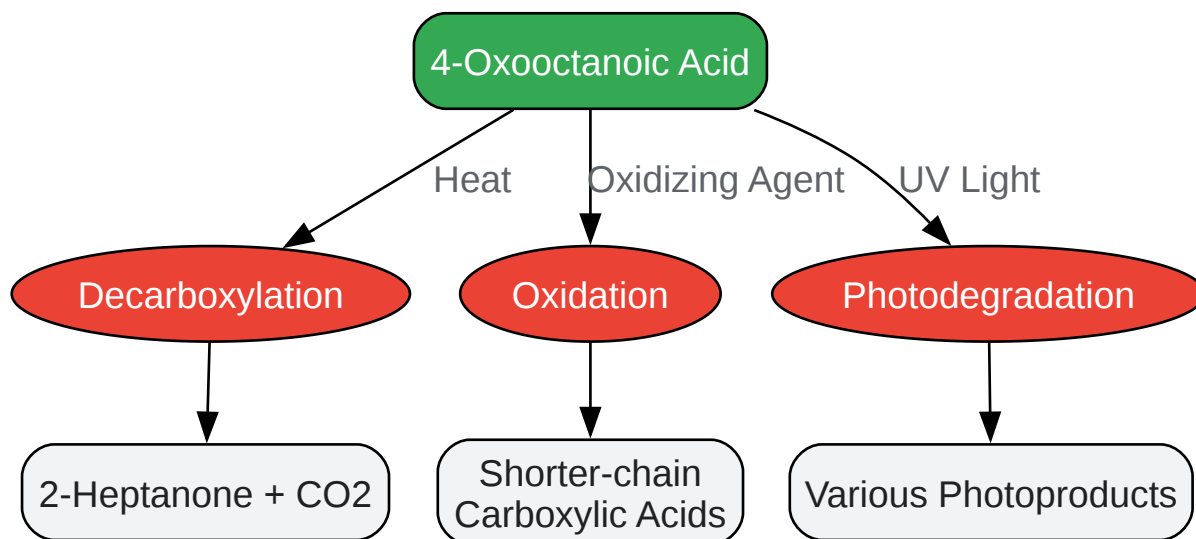 4-Oxooctanoic Acid
Heat
Oxidizing Agent
UV Light
Decarboxylation
Oxidation
Photodegradation
2-Heptanone + CO2
Shorter-chain
Carboxylic Acids
Various Photoproducts